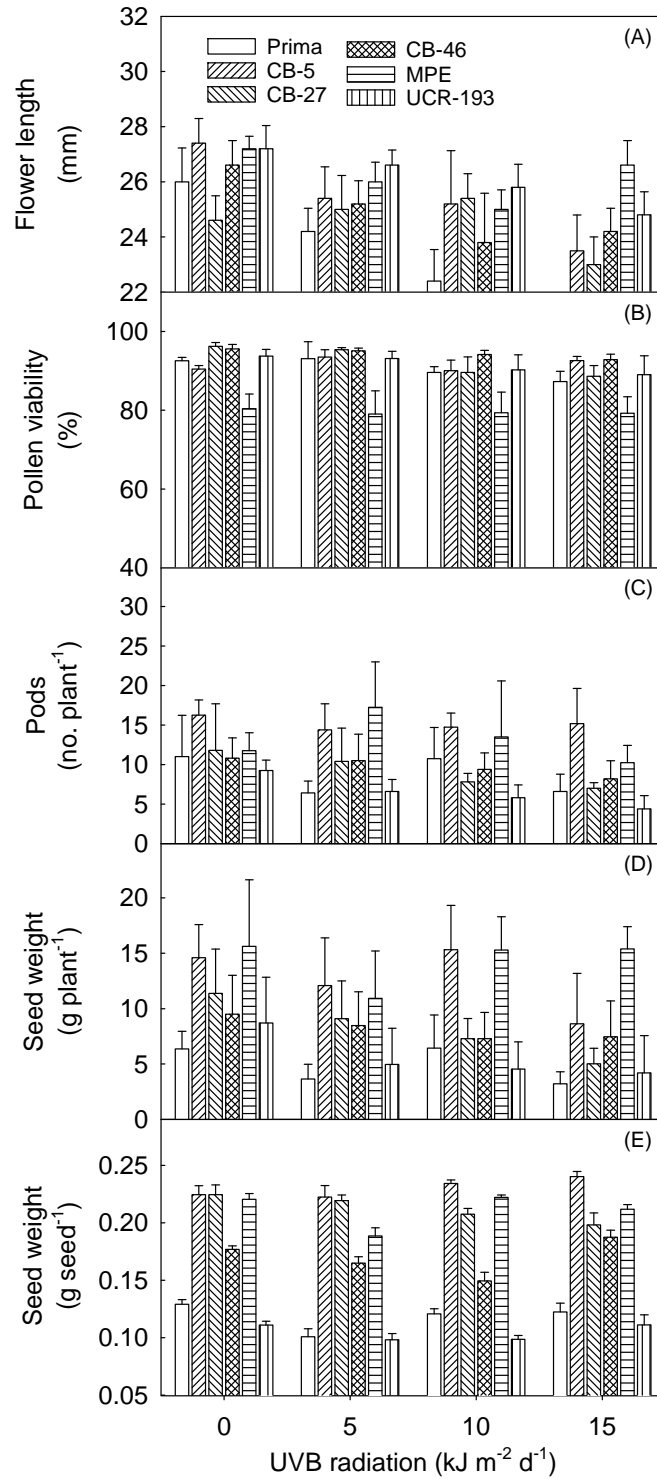 32
(A)
Prima
CB-46
CB-5
MPE
CB-27
UCR-193
30
28
26
24
22
Flower length
(mm)
100
(B)
80
60
40
Pollen viability
(%)
(C)
30
25
20
15
10
5
0
Pods
(no. plant⁻¹)
(D)
20
15
10
5
0
Seed weight
(g plant⁻¹)
(E)
0.25
0.20
0.15
0.10
0.05
Seed weight
(g seed⁻¹)
0 5 10 15
UVB radiation (kJ m⁻² d⁻¹)